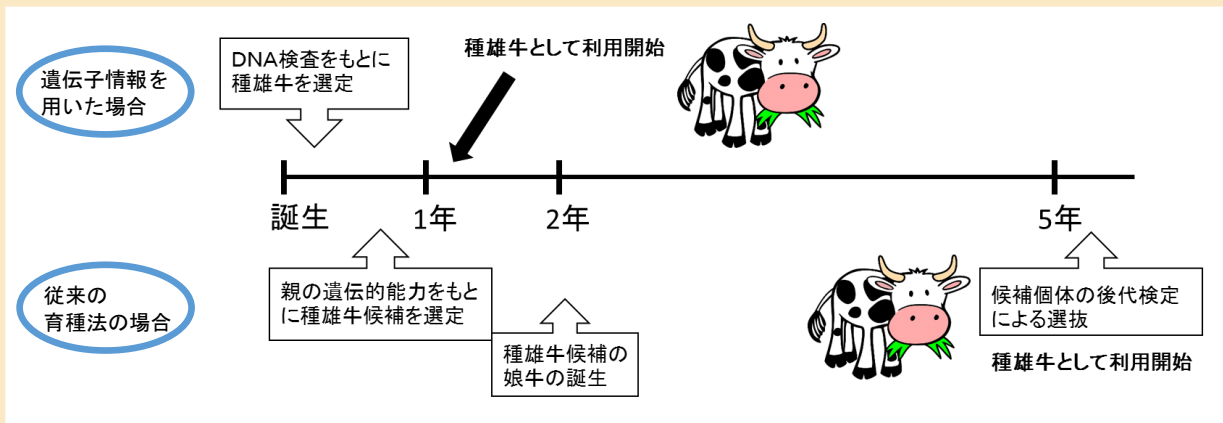 遺伝子情報を
用いた場合
DNA検査をもとに
種雄牛を選定
種雄牛として利用開始
誕生
1年
2年
5年
従来の
育種法の場合
親の遺伝的能力をもと
に種雄牛候補を選定
種雄牛候補の
娘牛の誕生
候補個体の後代検定
による選抜
種雄牛として利用開始